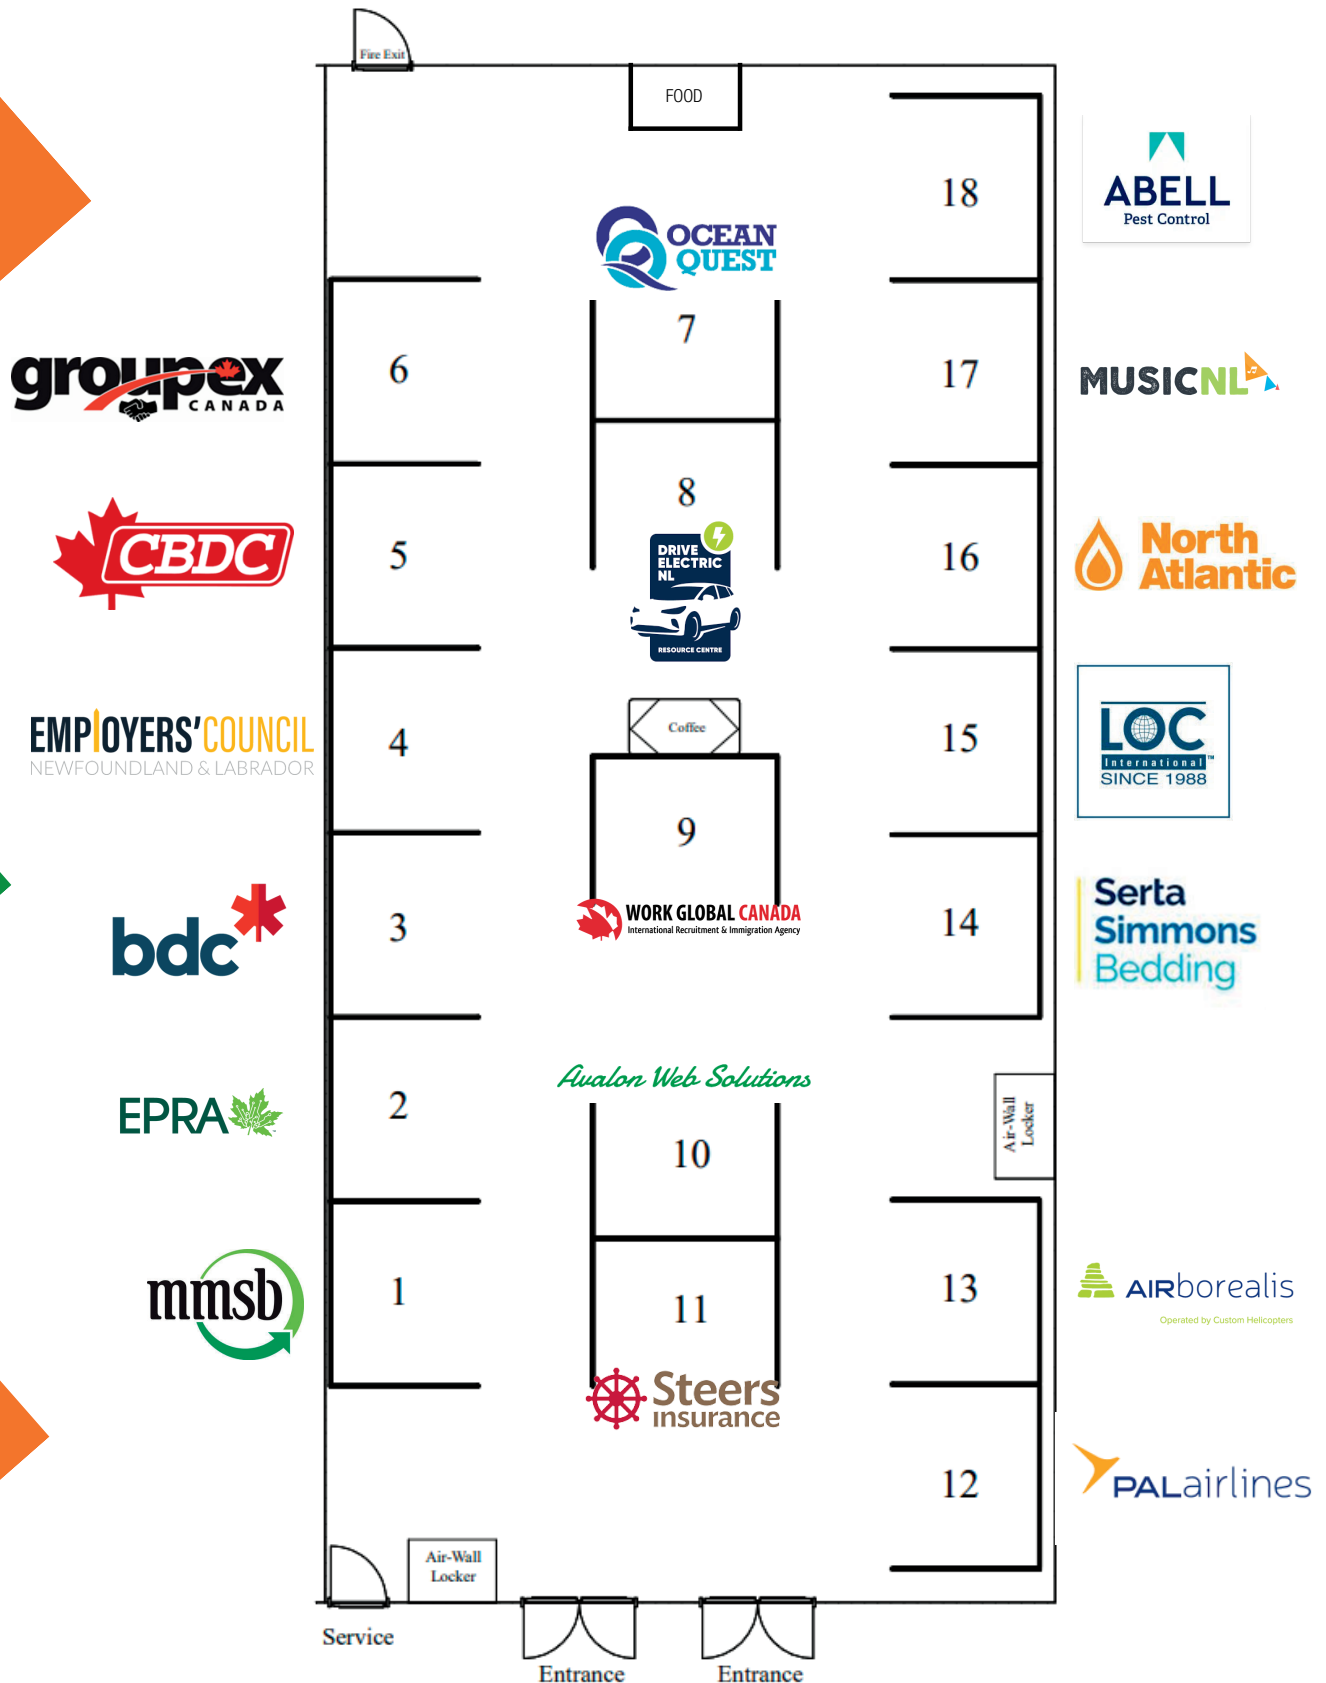 Fire Exit
FOOD
18
ABELL
Pest Control
OCEAN
QUEST
7
groupex
CANADA
6
17
MUSICNL
8
DRIVE
ELECTRIC
NL
RESOURCE CENTRE
CBDC
5
16
North
Atlantic
EMPLOYERS' COUNCIL
NEWFOUNDLAND & LABRADOR
4
Coffee
15
LOC
International™
SINCE 1988
9
WORK GLOBAL CANADA
International Recruitment & Immigration Agency
bdc
3
14
Serta
Simmons
Bedding
Avalon Web Solutions
EPRA
2
10
Air-Wall
Locker
mmsb
1
11
Steers
insurance
13
AIRborealis
Operated by Custom Helicopters
12
PALairlines
Air-Wall
Locker
Service
Entrance
Entrance